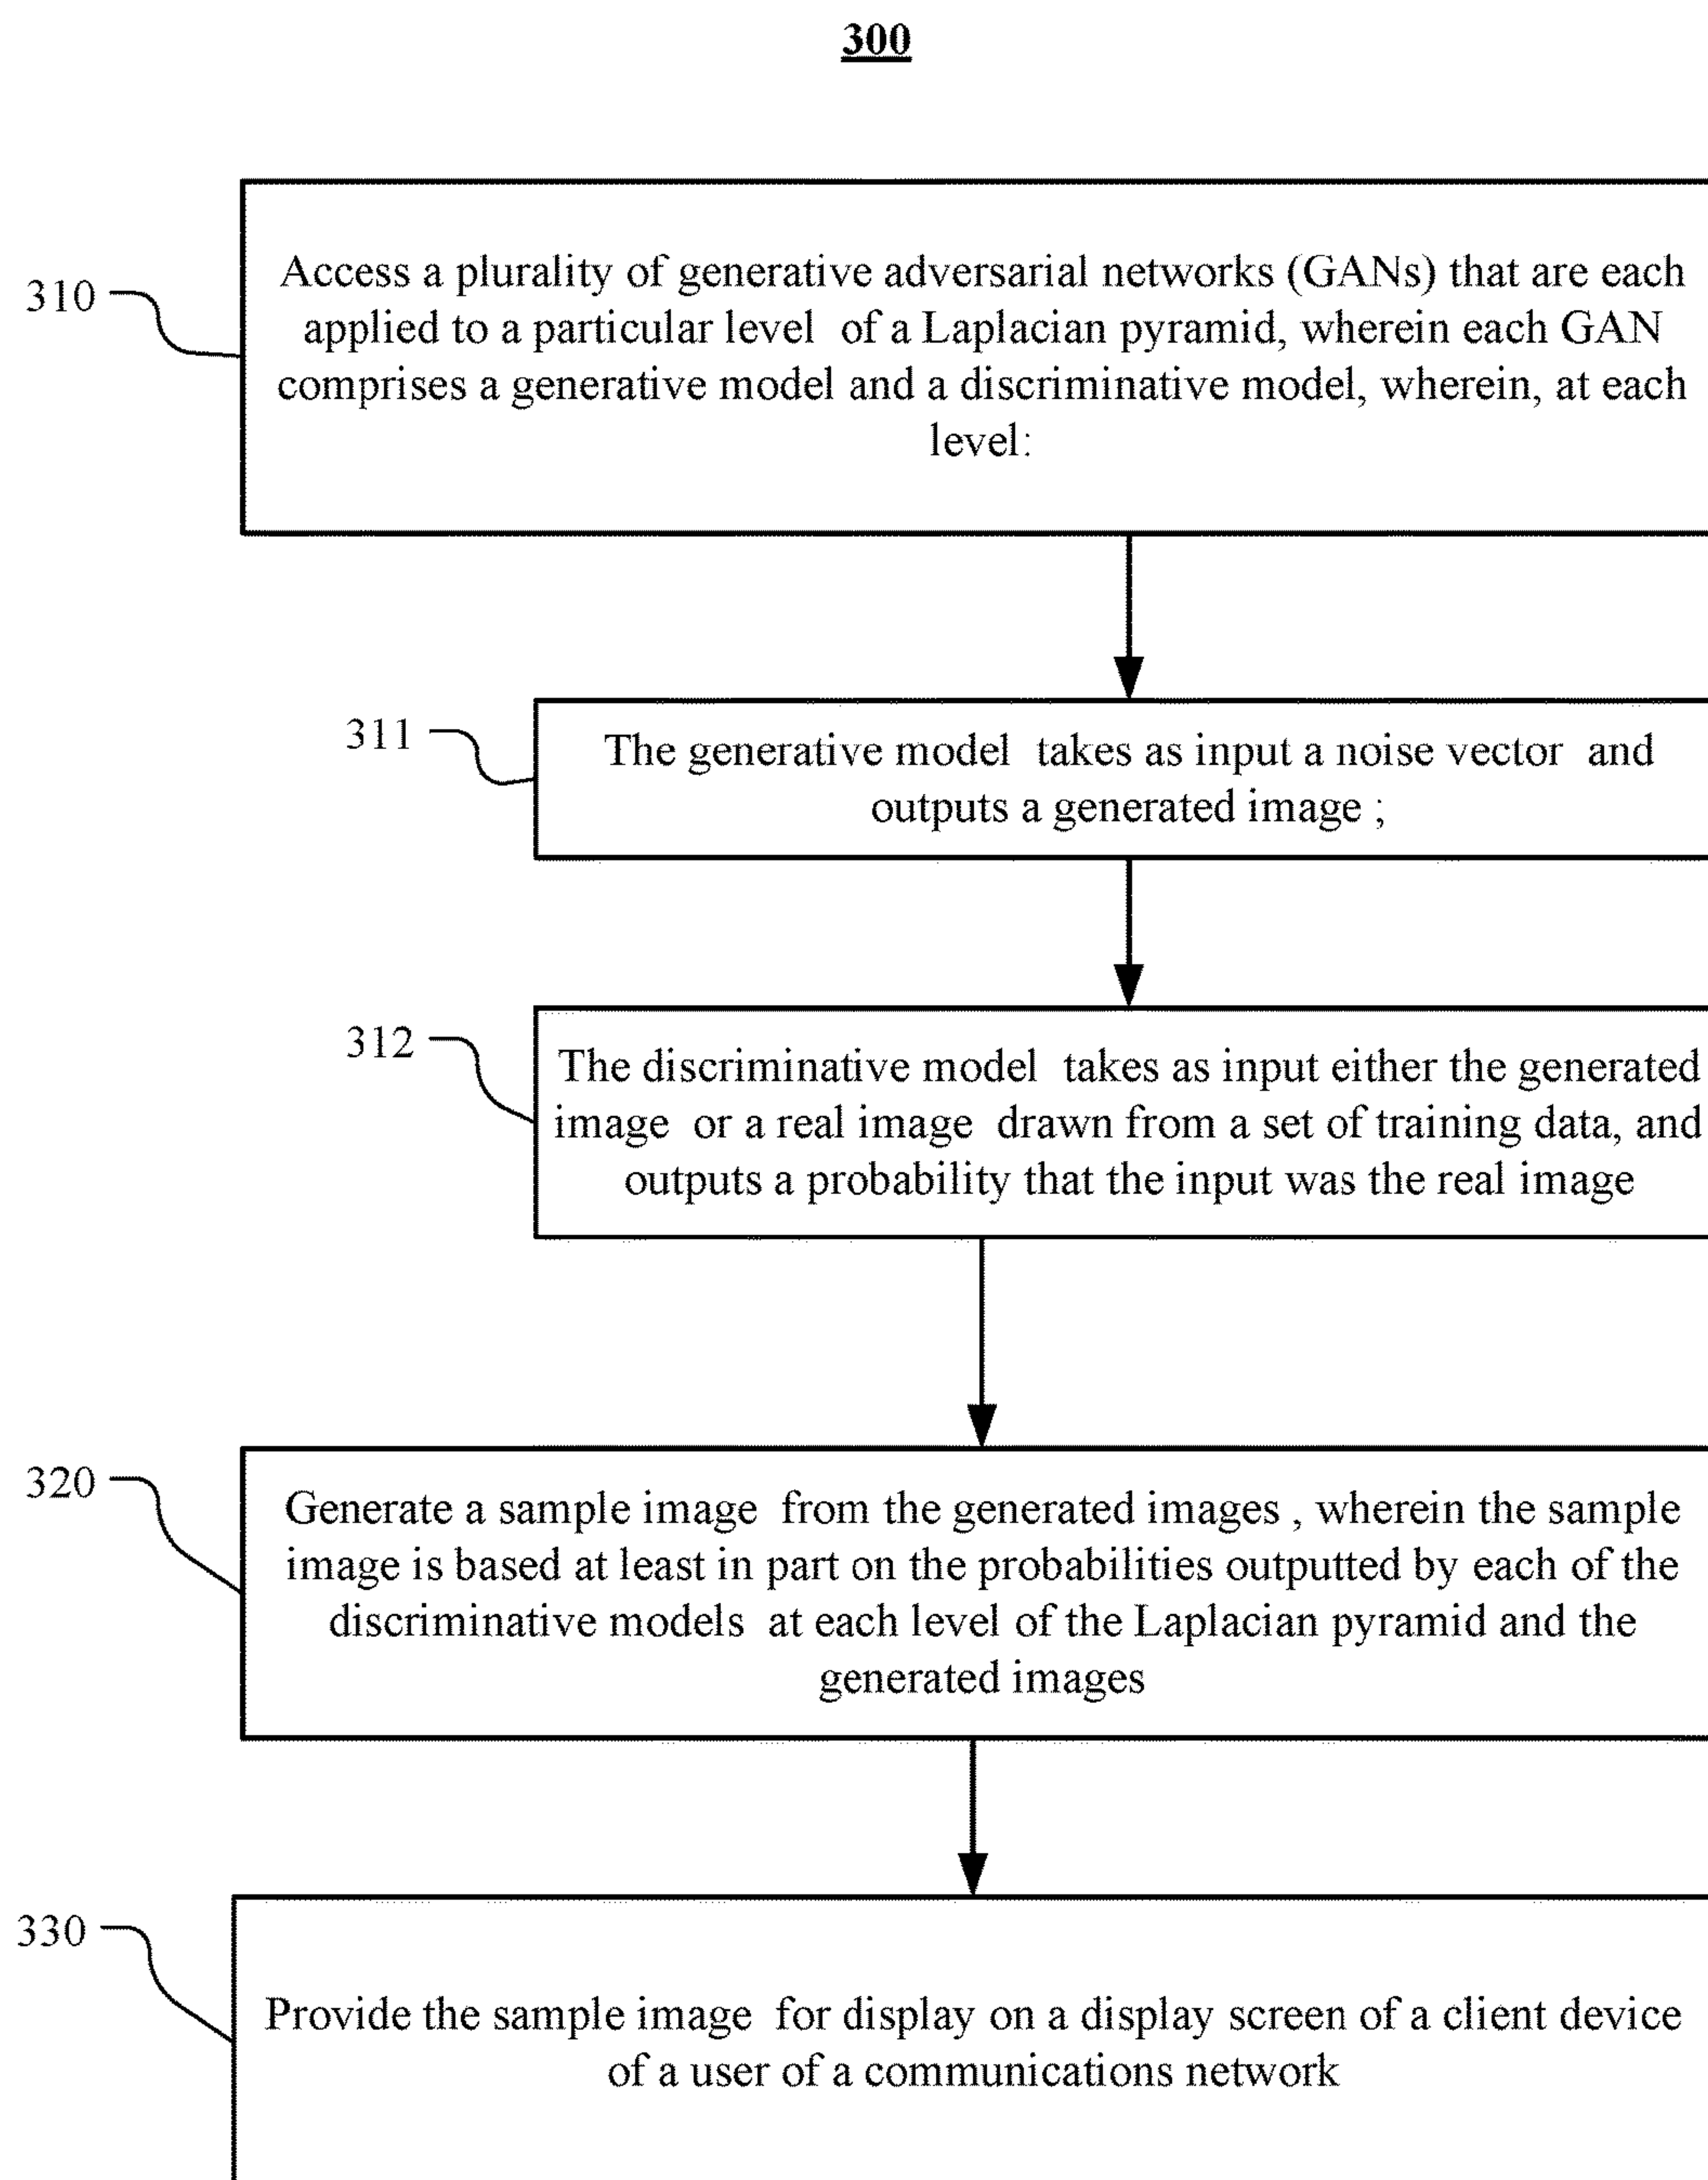 300
310
Access a plurality of generative adversarial networks (GANs) that are each
applied to a particular level of a Laplacian pyramid, wherein each GAN
comprises a generative model and a discriminative model, wherein, at each
level:
311
The generative model takes as input a noise vector and
outputs a generated image ;
312
The discriminative model takes as input either the generated
image or a real image drawn from a set of training data, and
outputs a probability that the input was the real image
320
Generate a sample image from the generated images , wherein the sample
image is based at least in part on the probabilities outputted by each of the
discriminative models at each level of the Laplacian pyramid and the
generated images
330
Provide the sample image for display on a display screen of a client device
of a user of a communications network